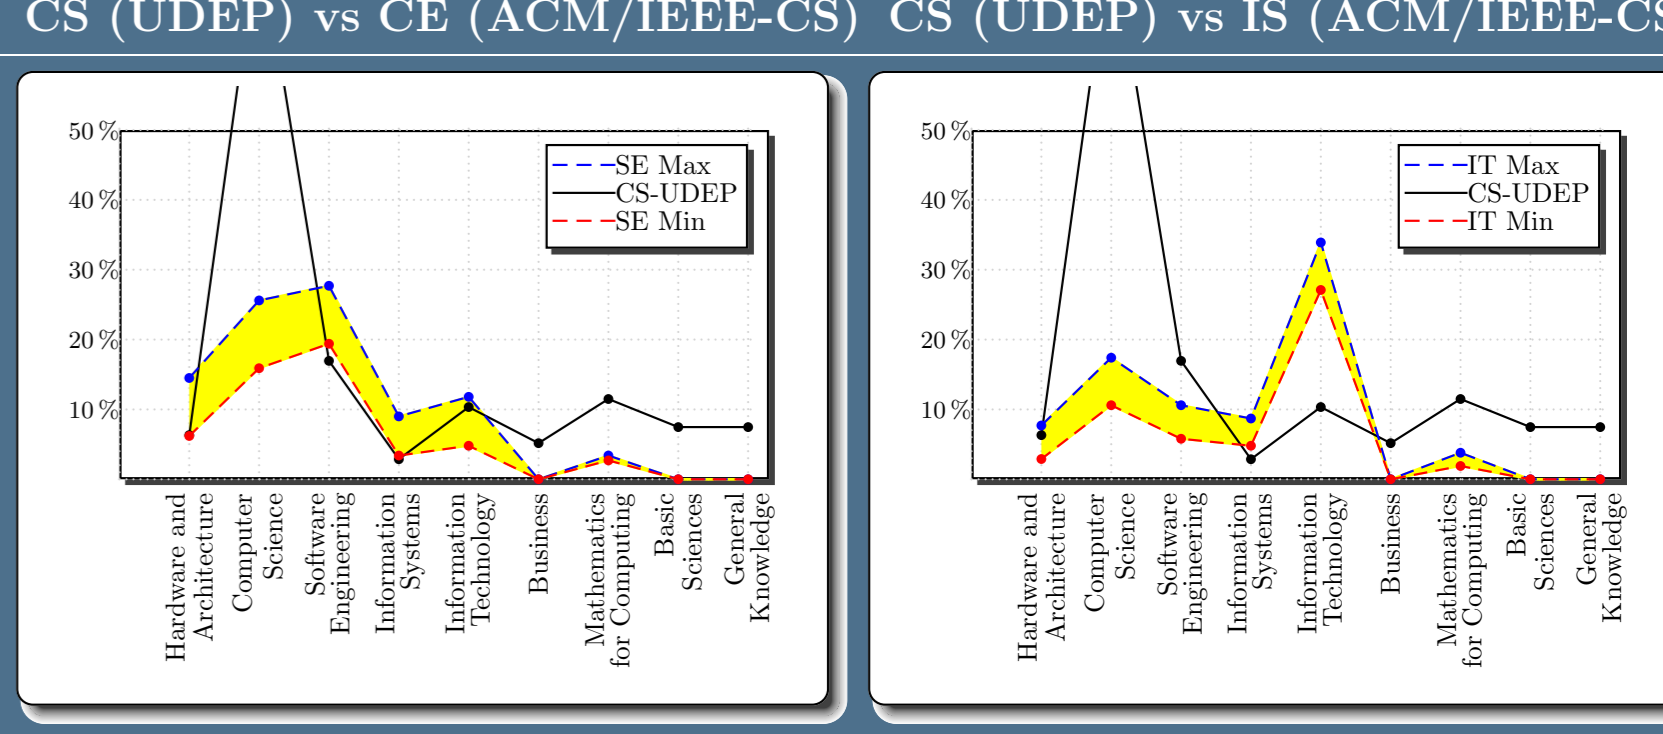 CS (UDEP) vs CE (ACM/IEEE-CS)
50 %
40 %
30 %
20 %
10 %
SE Max
CS-UDEP
SE Min
Hardware and
Architecture
Computer
Science
Software
Engineering
Information
Systems
Information
Technology
Business
Mathematics
for Computing
Basic
Sciences
General
Knowledge
CS (UDEP) vs IS (ACM/IEEE-CS
50 %
40 %
30 %
20 %
10 %
IT Max
CS-UDEP
IT Min
Hardware and
Architecture
Computer
Science
Software
Engineering
Information
Systems
Information
Technology
Business
Mathematics
for Computing
Basic
Sciences
General
Knowledge